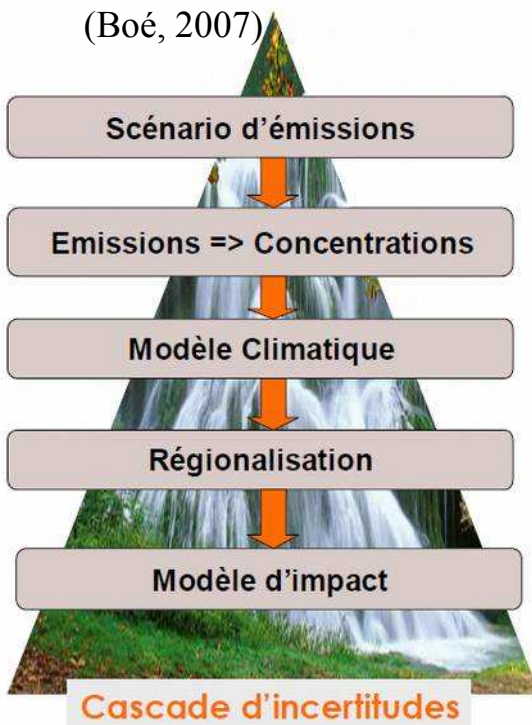 (Boé, 2007)
Scénario d'émissions
Emissions => Concentrations
Modèle Climatique
Régionalisation
Modèle d'impact
Cascade d'incertitudes